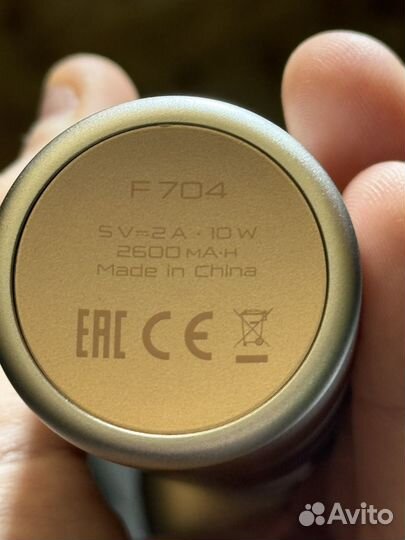 F 704
5 V⎓2 A · 10 W
2600 MA·H
Made in China
EAC CE
Avito